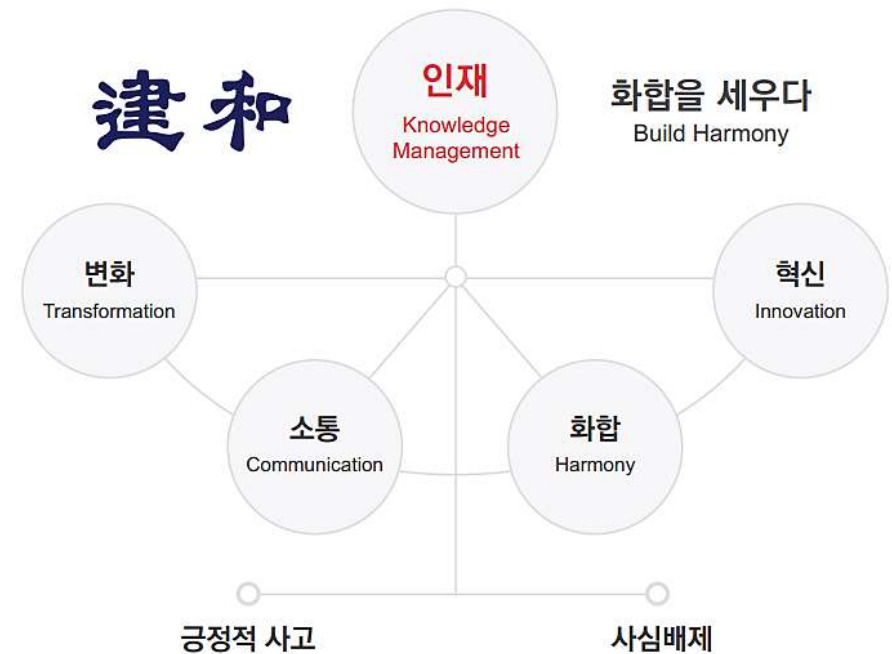 建和
인재
Knowledge
Management
화합을 세우다
Build Harmony
변화
Transformation
혁신
Innovation
소통
Communication
화합
Harmony
긍정적 사고
사심배제